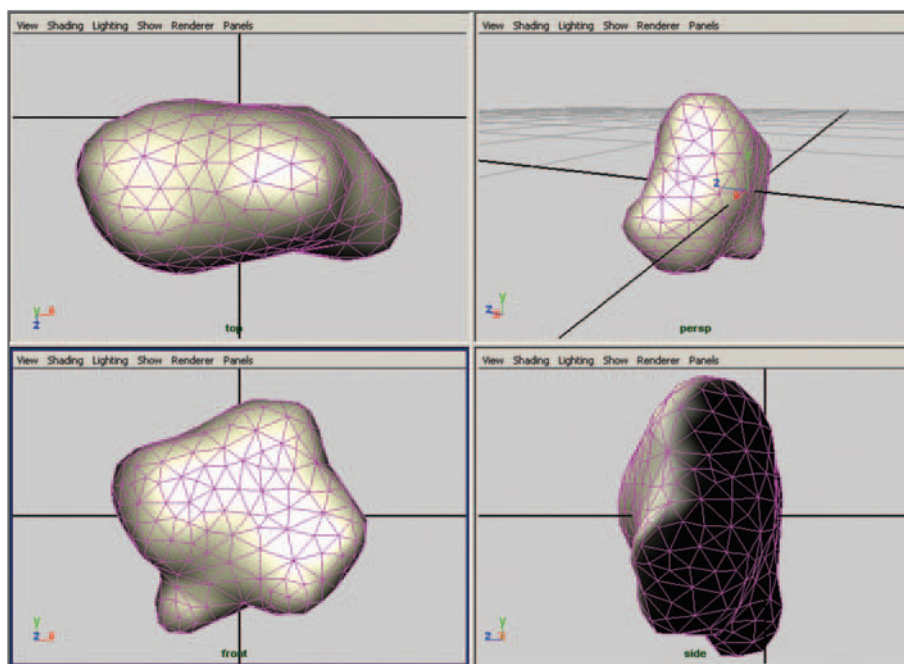 View Shading Lighting Show Renderer Panels
y
z x
top
View Shading Lighting Show Renderer Panels
z
y
z
persp
View Shading Lighting Show Renderer Panels
y
z x
front
View Shading Lighting Show Renderer Panels
y
z
side